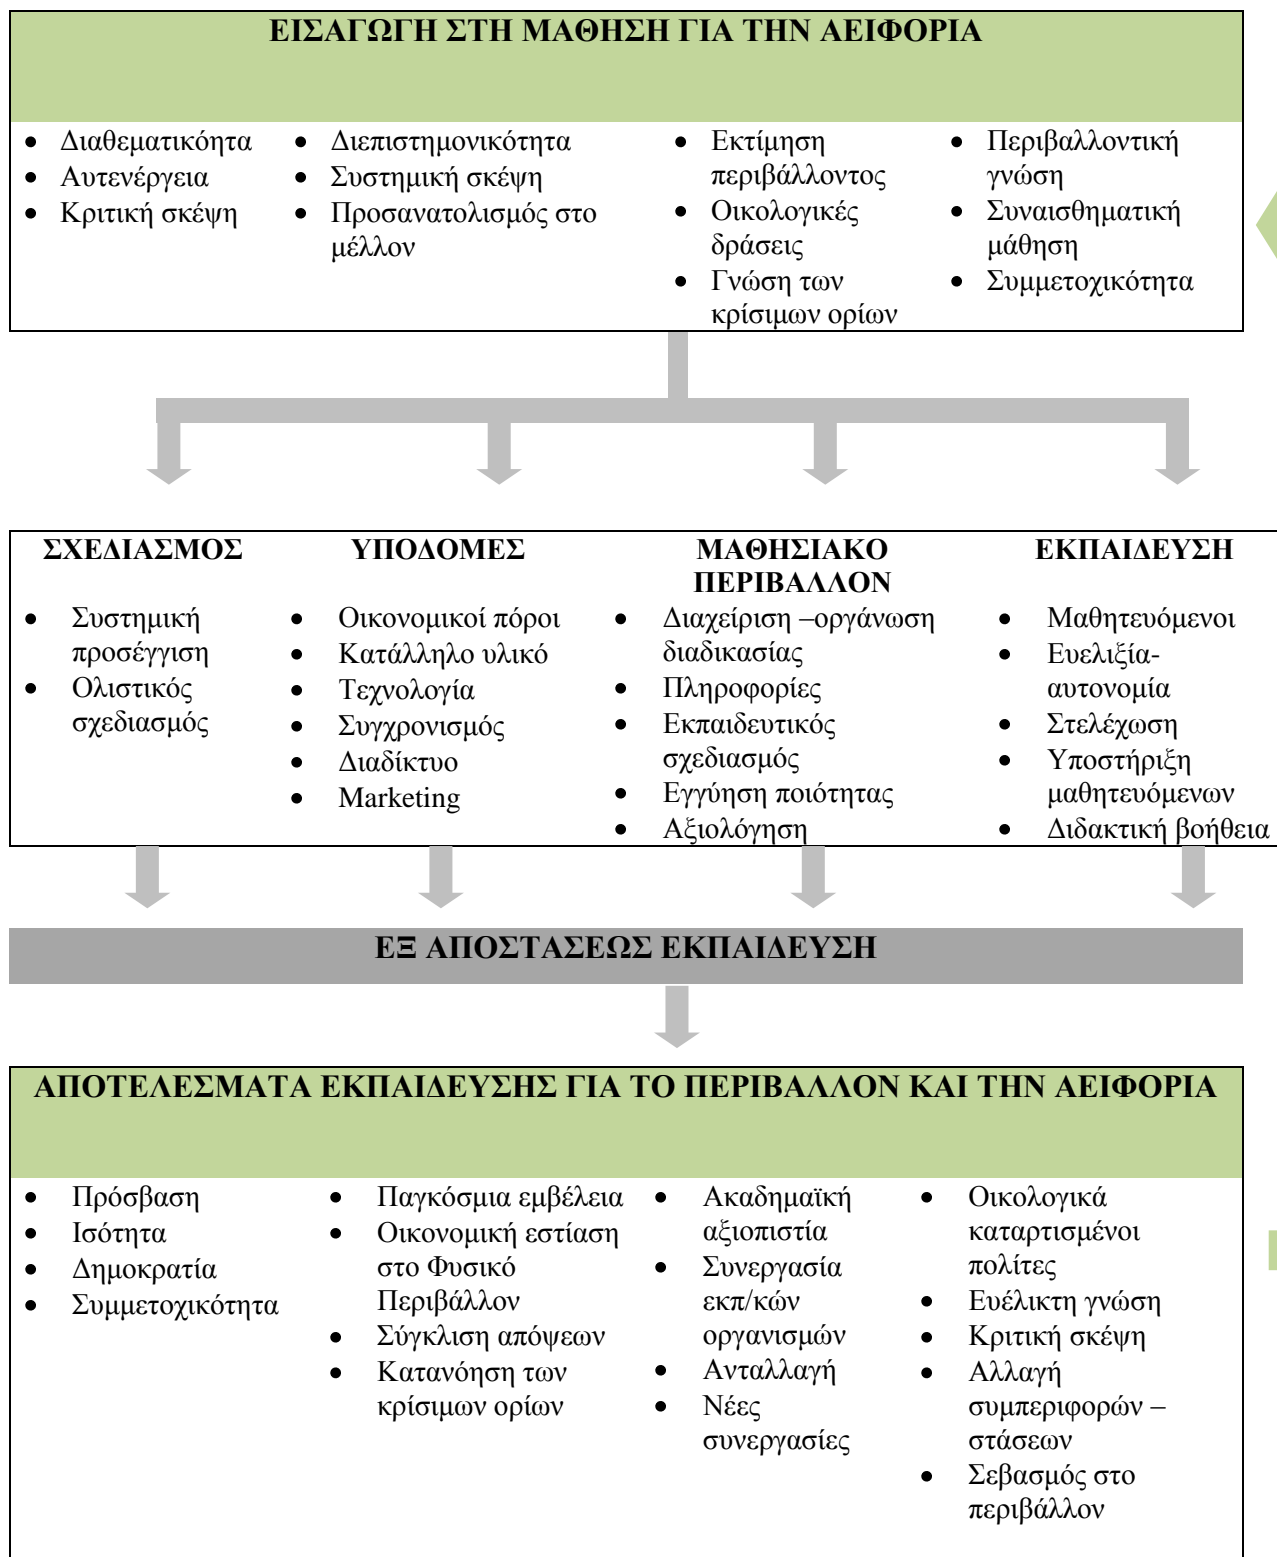 ΕΙΣΑΓΩΓΗ ΣΤΗ ΜΑΘΗΣΗ ΓΙΑ ΤΗΝ ΑΕΙΦΟΡΙΑ
• Διαθεματικόητα
• Αυτενέργεια
• Κριτική σκέψη
• Διεπιστημονικότητα
• Συστημική σκέψη
• Προσανατολισμός στο
μέλλον
• Εκτίμηση
περιβάλλοντος
• Οικολογικές
δράσεις
• Γνώση των
κρίσιμων ορίων
• Περιβαλλοντική
γνώση
• Συναισθηματική
μάθηση
• Συμμετοχικότητα
ΣΧΕΔΙΑΣΜΟΣ
• Συστημική
προσέγγιση
• Ολιστικός
σχεδιασμός
ΥΠΟΔΟΜΕΣ
• Οικονομικοί πόροι
• Κατάλληλο υλικό
• Τεχνολογία
• Συγχρονισμός
• Διαδίκτυο
• Marketing
ΜΑΘΗΣΙΑΚΟ
ΠΕΡΙΒΑΛΛΟΝ
• Διαχείριση –οργάνωση
διαδικασίας
• Πληροφορίες
• Εκπαιδευτικός
σχεδιασμός
• Εγγύηση ποιότητας
• Αξιολόγηση
ΕΚΠΑΙΔΕΥΣΗ
• Μαθητευόμενοι
• Ευελιξία-
αυτονομία
• Στελέχωση
• Υποστήριξη
μαθητευόμενων
• Διδακτική βοήθεια
ΕΞ ΑΠΟΣΤΑΣΕΩΣ ΕΚΠΑΙΔΕΥΣΗ
ΑΠΟΤΕΛΕΣΜΑΤΑ ΕΚΠΑΙΔΕΥΣΗΣ ΓΙΑ ΤΟ ΠΕΡΙΒΑΛΛΟΝ ΚΑΙ ΤΗΝ ΑΕΙΦΟΡΙΑ
• Πρόσβαση
• Ισότητα
• Δημοκρατία
• Συμμετοχικότητα
• Παγκόσμια εμβέλεια
• Οικονομική εστίαση
στο Φυσικό
Περιβάλλον
• Σύγκλιση απόψεων
• Κατανόηση των
κρίσιμων ορίων
• Ακαδημαϊκή
αξιοπιστία
• Συνεργασία
εκπ/κών
οργανισμών
• Ανταλλαγή
• Νέες
συνεργασίες
• Οικολογικά
καταρτισμένοι
πολίτες
• Ευέλικτη γνώση
• Κριτική σκέψη
• Αλλαγή
συμπεριφορών –
στάσεων
• Σεβασμός στο
περιβάλλον